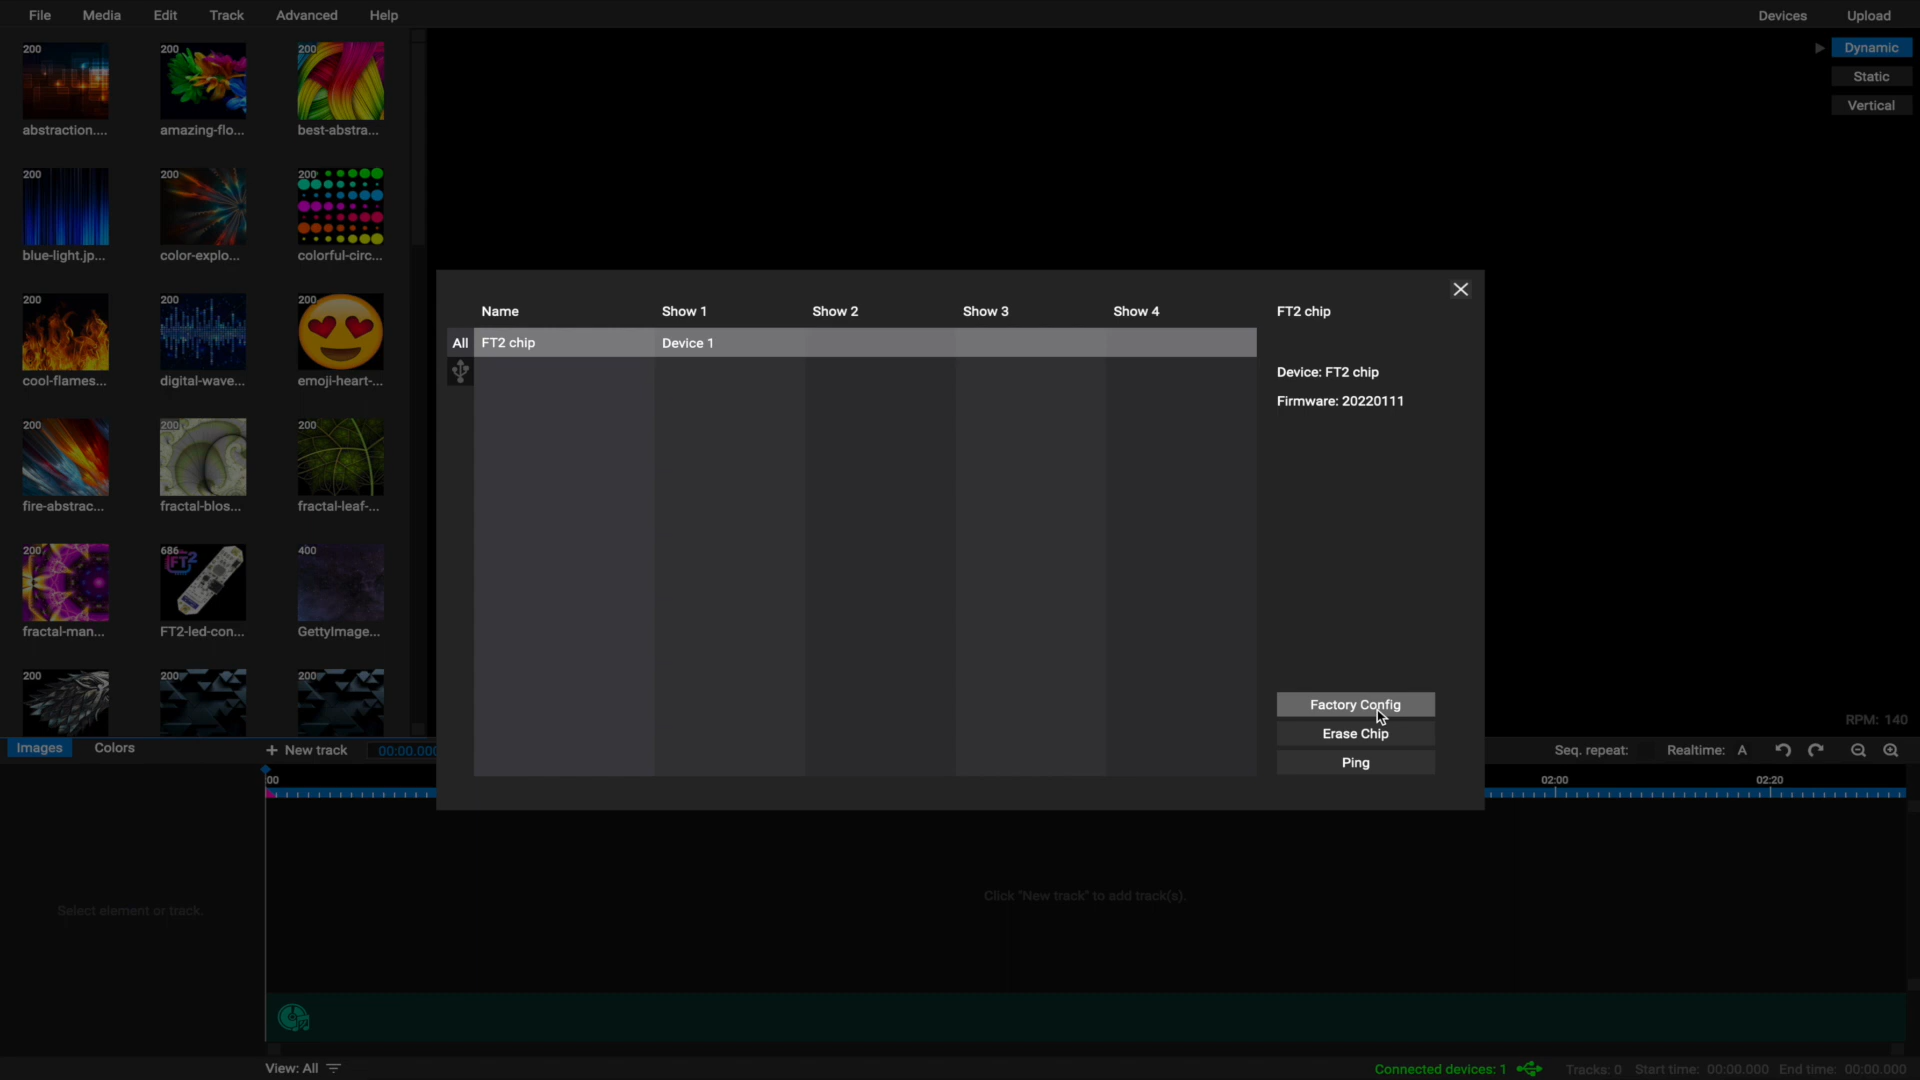 File Media Edit Track Advanced Help Devices Upload
Dynamic
Static
Vertical
200 200 200
abstraction.... amazing-flo... best-abstra...
200 200 200
blue-light.jp... color-explo... colorful-circ...
200 200 200
cool-flames... digital-wave... emoji-heart-...
200 200 200
fire-abstrac... fractal-blos... fractal-leaf-...
200 686 400
FT2
fractal-man... FT2-led-con... GettyImage...
200 200 200
Name Show 1 Show 2 Show 3 Show 4 FT2 chip
All FT2 chip Device 1
Device: FT2 chip
Firmware: 20220111
Factory Config
Erase Chip
Ping
RPM: 140
Images Colors + New track 00:00.000 Seq. repeat: Realtime: A
00 02:00 02:20
Select element or track.
Click "New track" to add track(s).
View: All Connected devices: 1 Tracks: 0 Start time: 00:00.000 End time: 00:00.000